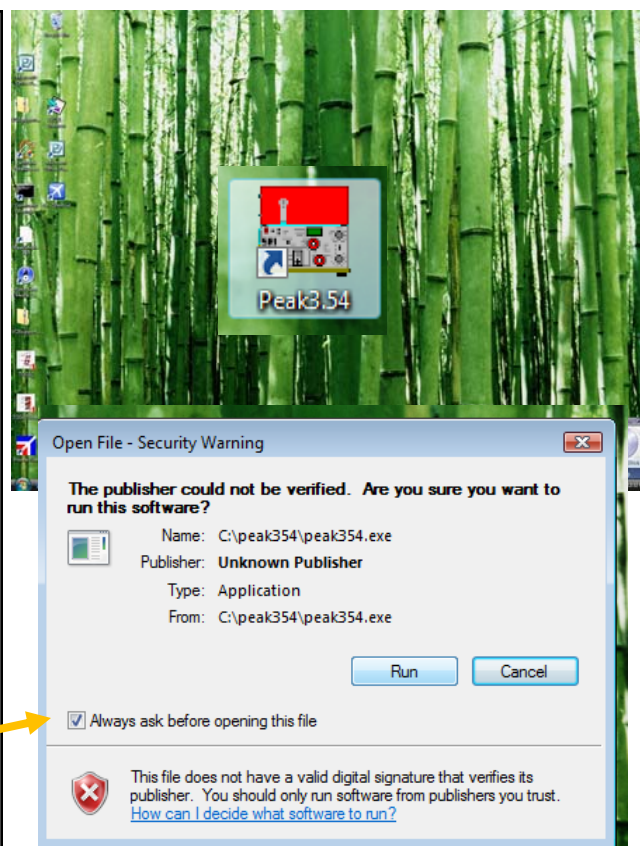 Peak3.54
Open File - Security Warning
The publisher could not be verified.  Are you sure you want to
run this software?
Name: C:\peak354\peak354.exe
Publisher: Unknown Publisher
Type: Application
From: C:\peak354\peak354.exe
Run Cancel
Always ask before opening this file
This file does not have a valid digital signature that verifies its
publisher.  You should only run software from publishers you trust.
How can I decide what software to run?